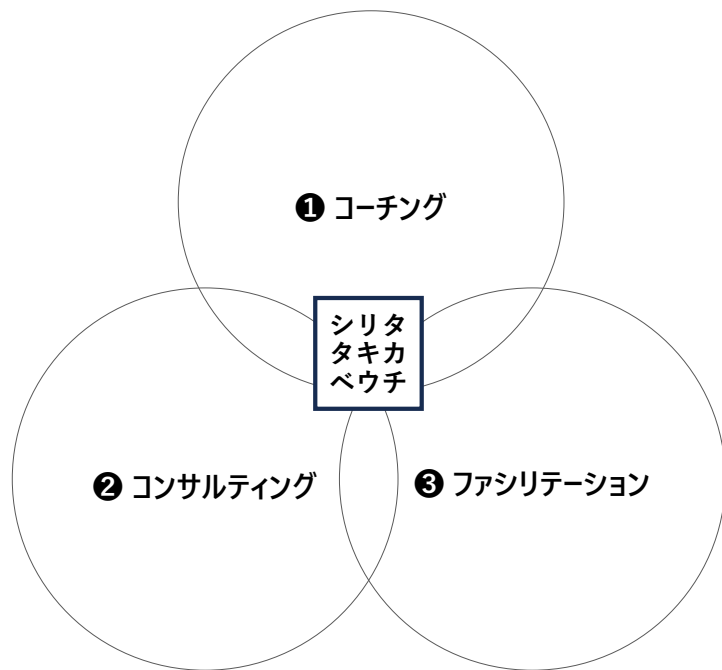 ❶ コーチング
シリタ
タキカ
ベウチ
❷ コンサルティング
❸ ファシリテーション